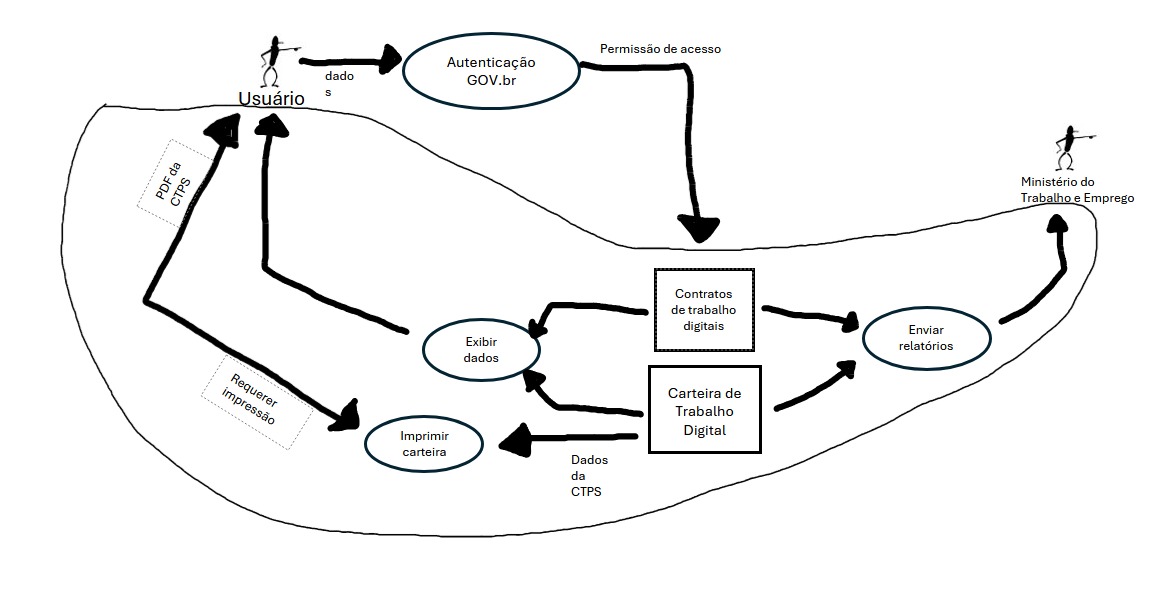 Autenticação
GOV.br
Permissão de acesso
dado
s
Usuário
PDF da
CTPS
Ministério do
Trabalho e Emprego
Contratos
de trabalho
digitais
Enviar
relatórios
Exibir
dados
Carteira de
Trabalho
Digital
Requerer
impressão
Imprimir
carteira
Dados
da
CTPS